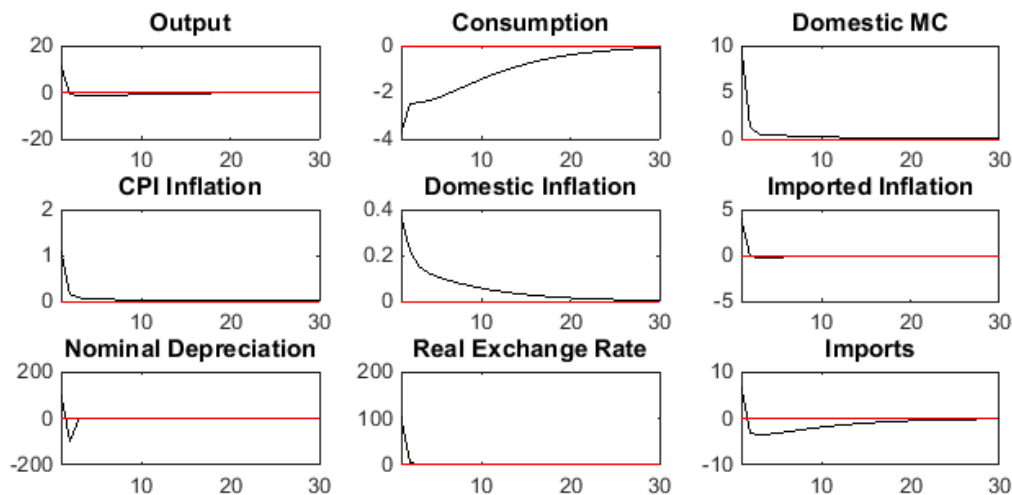 Output
20
0
-20
10 20 30
Consumption
0
-2
-4
10 20 30
Domestic MC
10
5
0
10 20 30
CPI Inflation
2
1
0
10 20 30
Domestic Inflation
0.4
0.2
0
10 20 30
Imported Inflation
5
0
-5
10 20 30
Nominal Depreciation
200
0
-200
10 20 30
Real Exchange Rate
200
100
0
10 20 30
Imports
10
0
-10
10 20 30